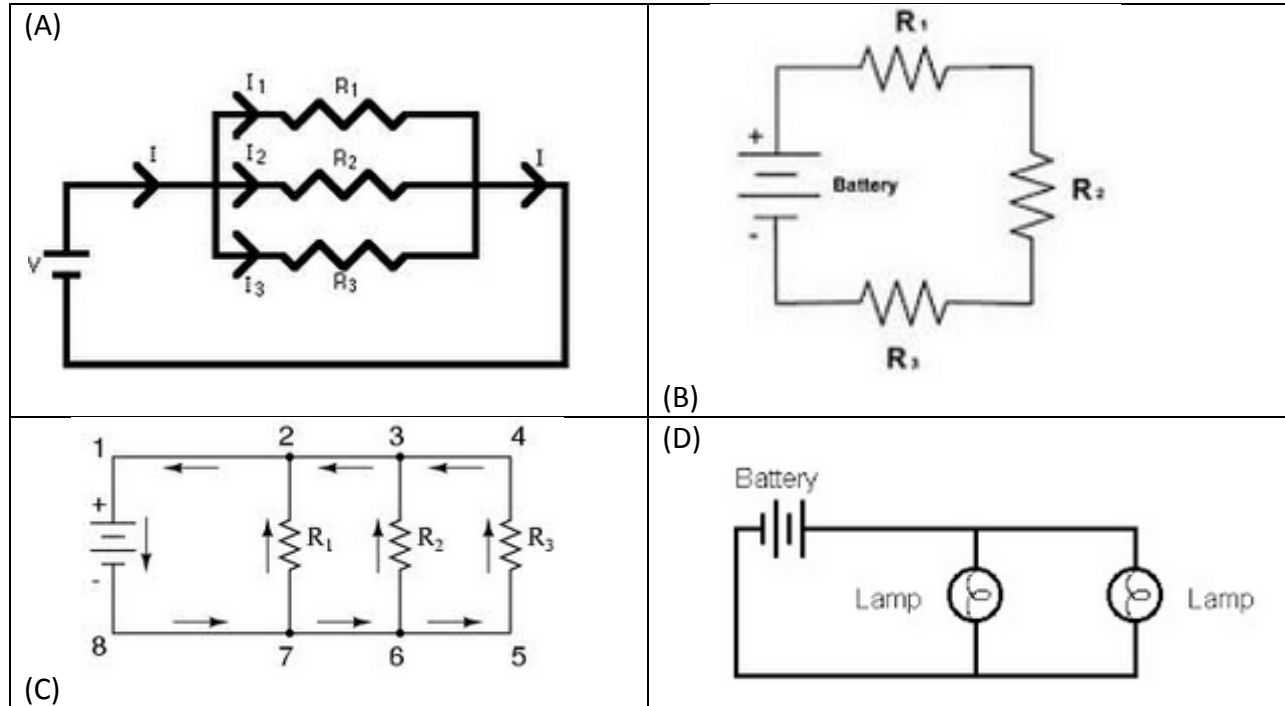 (A)
I₁ R₁
I I₂ R₂ I
V
I₃ R₃
R₁
+
Battery
R₂
-
R₃
(B)
1 2 3 4
+
R₁ R₂ R₃
-
8 7 6 5
(C)
(D)
Battery
Lamp Lamp